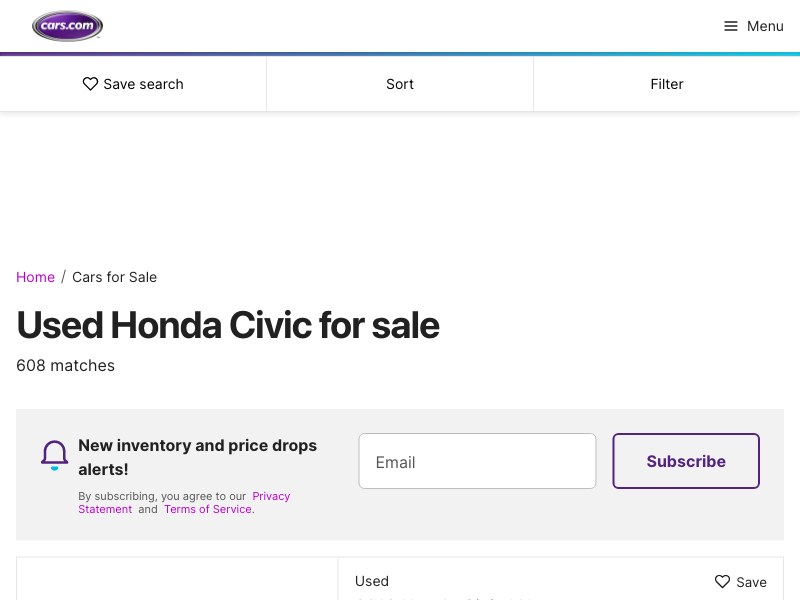 cars.com
Menu
Save search
Sort
Filter
Home / Cars for Sale
Used Honda Civic for sale
608 matches
New inventory and price drops
alerts!
By subscribing, you agree to our Privacy
Statement and Terms of Service.
Email
Subscribe
Used
Save